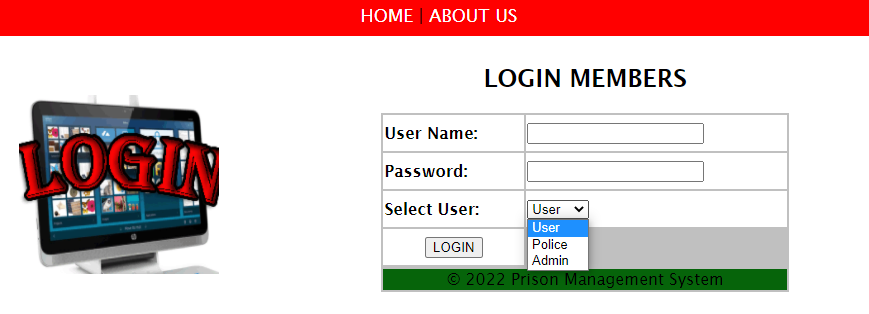 HOME | ABOUT US
LOGIN MEMBERS
LOGIN
User Name:
Password:
Select User: User
User
Police
Admin
LOGIN
© 2022 Prison Management System